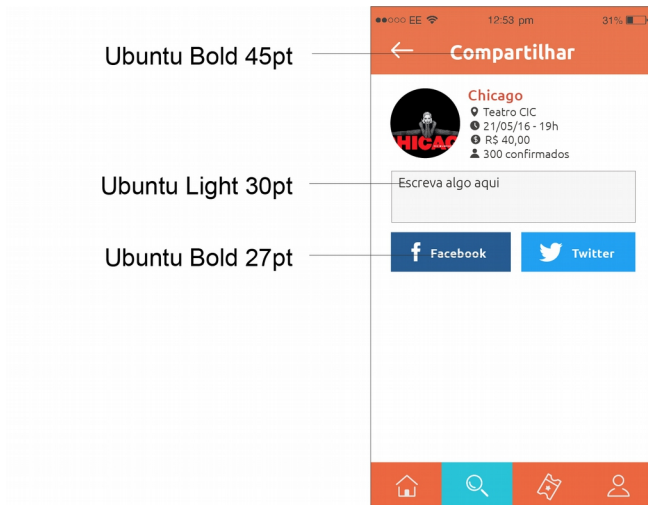 EE 12:53 pm 31%
Ubuntu Bold 45pt
Compartilhar
Chicago
Teatro CIC
21/05/16 - 19h
R$ 40,00
300 confirmados
HICAG
Ubuntu Light 30pt
Escreva algo aqui
Ubuntu Bold 27pt
Facebook
Twitter